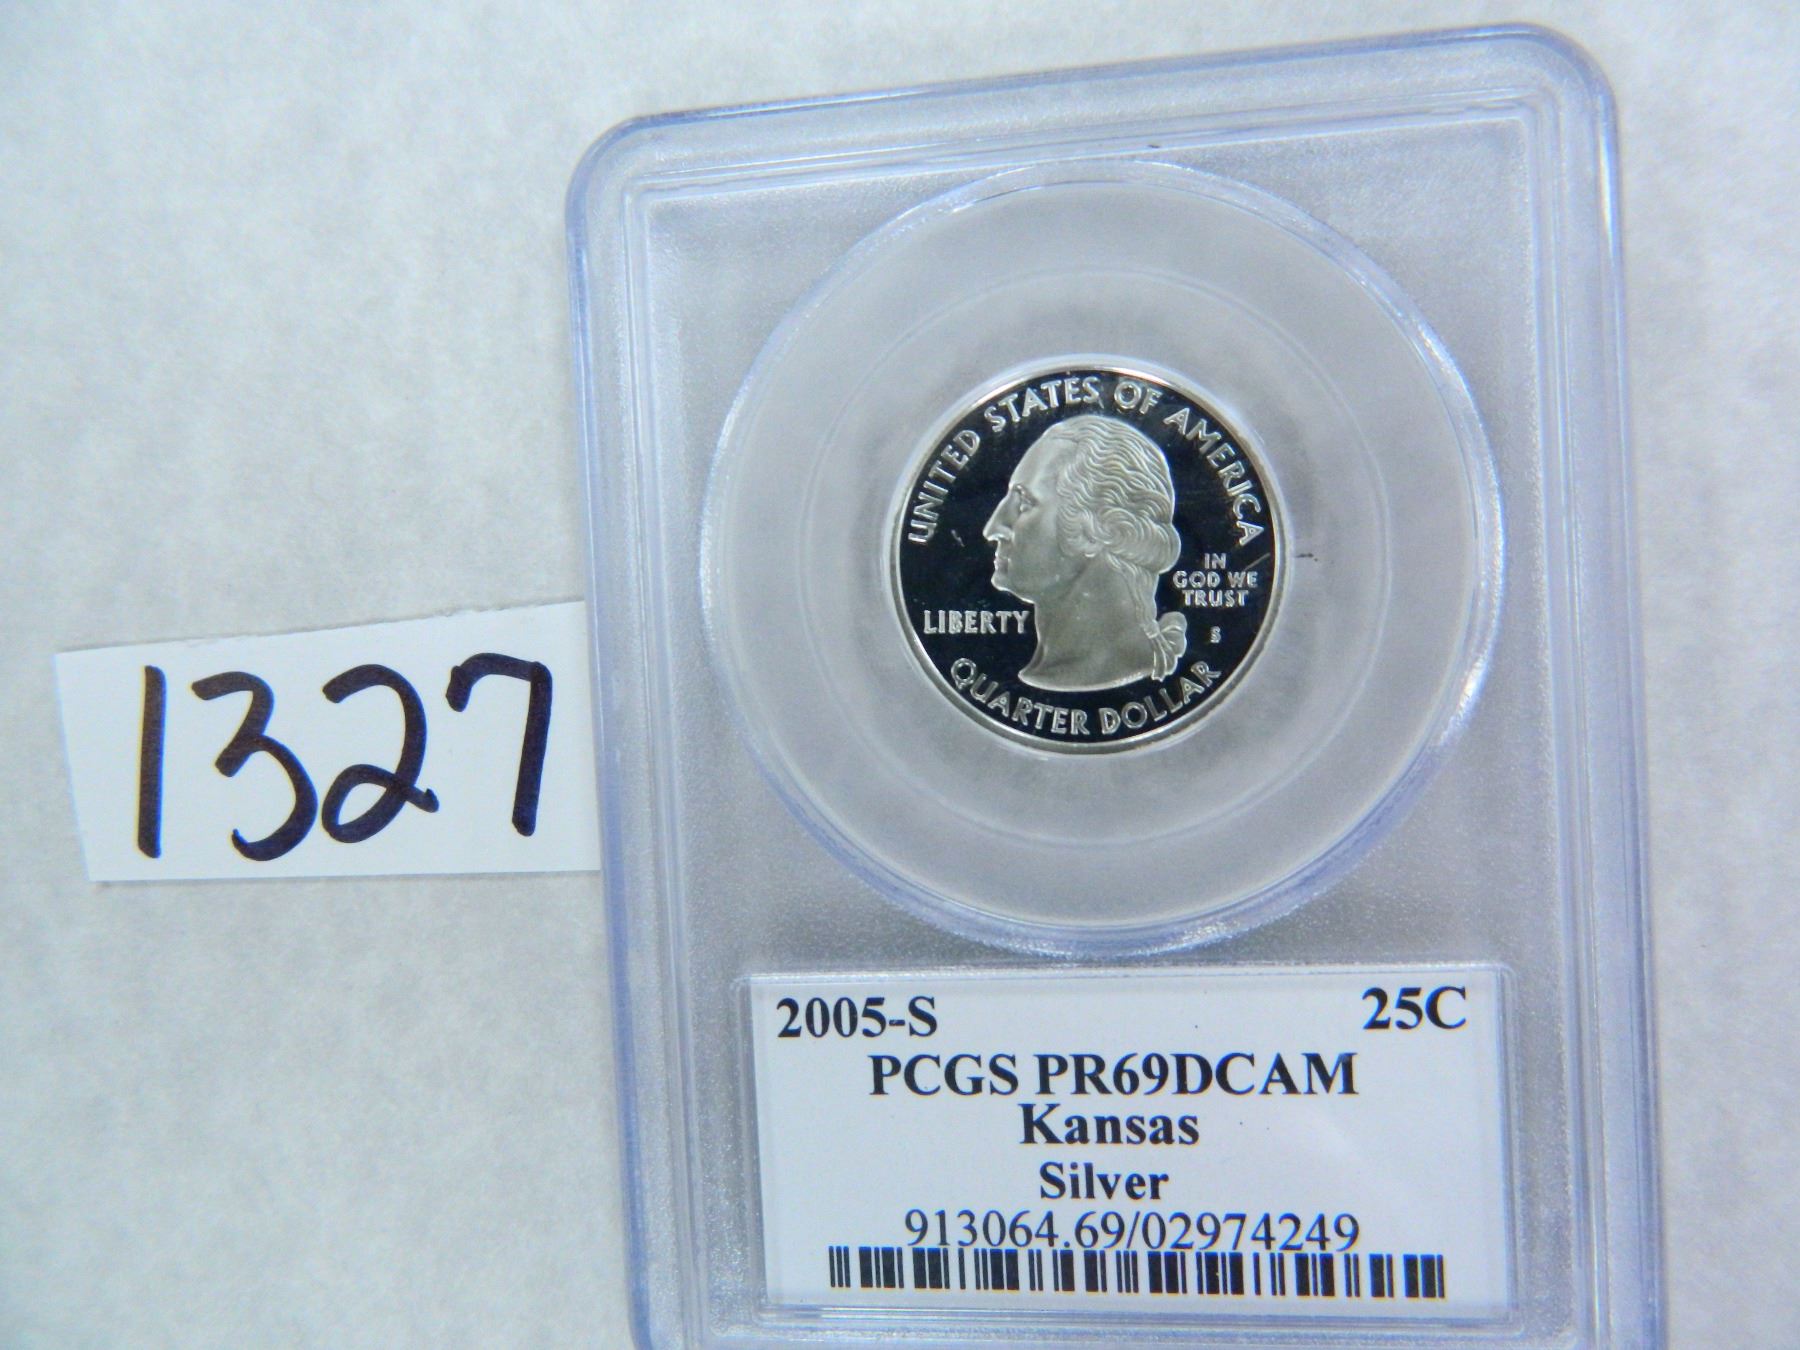 1327
UNITED STATES OF AMERICA
IN
GOD WE
TRUST
LIBERTY
S
QUARTER DOLLAR
2005-S 25C
PCGS PR69DCAM
Kansas
Silver
913064.69/02974249